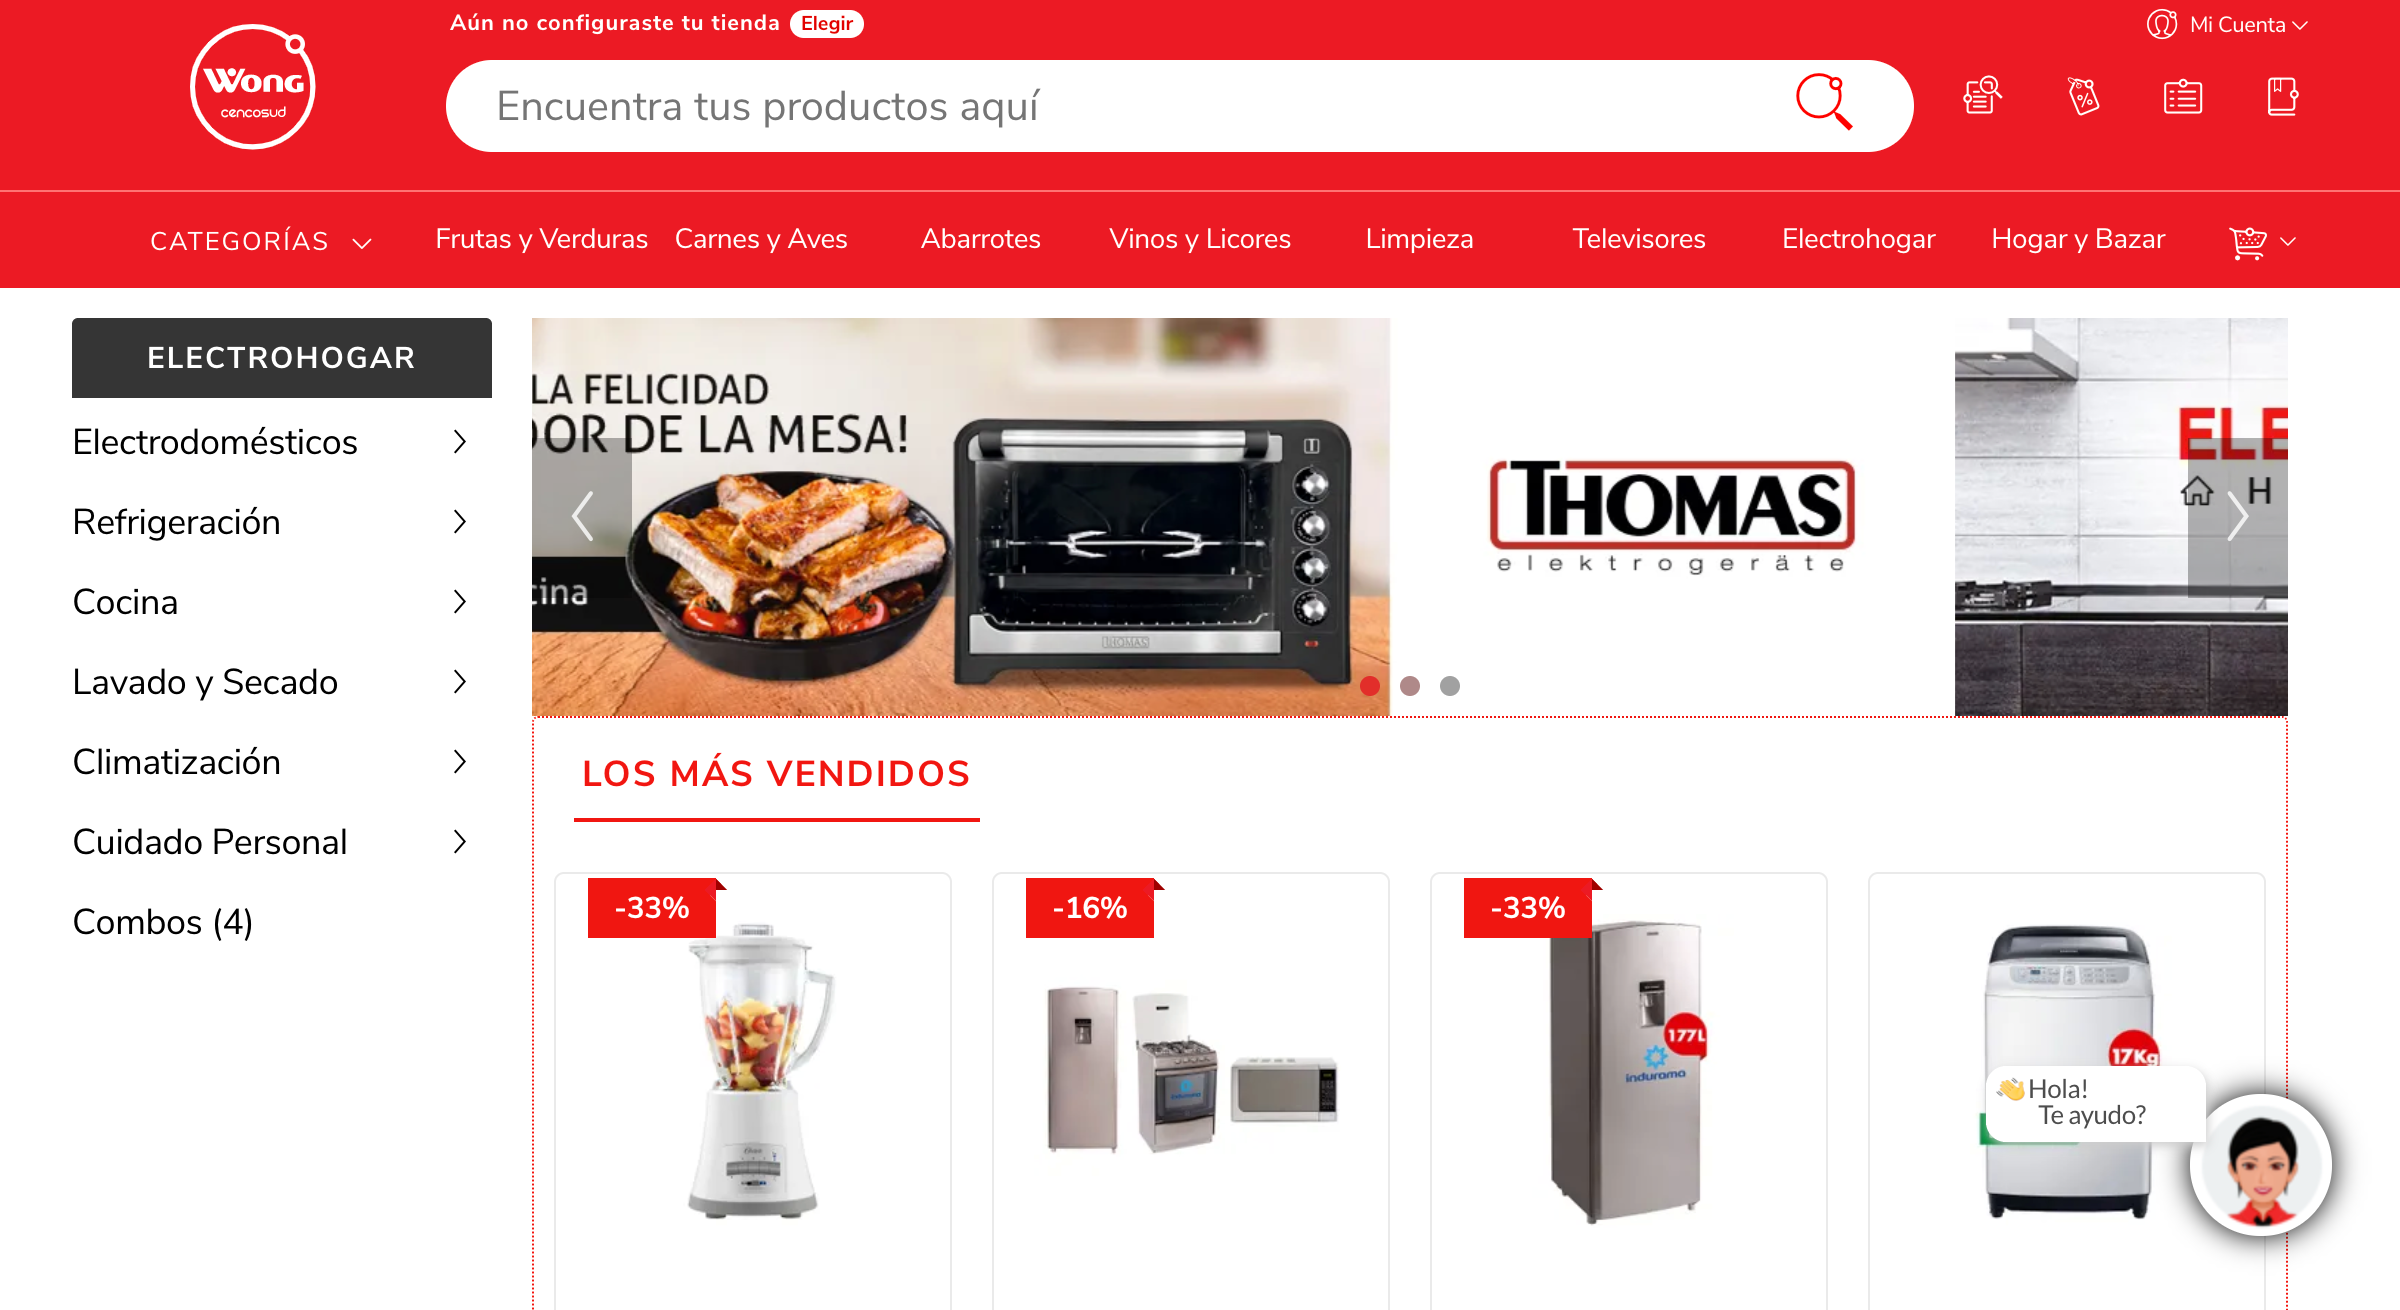 Aún no configuraste tu tienda Elegir
Mi Cuenta
WONG
cencosud
Encuentra tus productos aquí
CATEGORÍAS
Frutas y Verduras
Carnes y Aves
Abarrotes
Vinos y Licores
Limpieza
Televisores
Electrohogar
Hogar y Bazar
ELECTROHOGAR
Electrodomésticos
Refrigeración
Cocina
Lavado y Secado
Climatización
Cuidado Personal
Combos (4)
LA FELICIDAD
DOR DE LA MESA!
cina
THOMAS
THOMAS
elektrogeräte
ELE
H
LOS MÁS VENDIDOS
-33%
-16%
indurama
-33%
177L
indurama
17Kg
Hola!
Te ayudo?